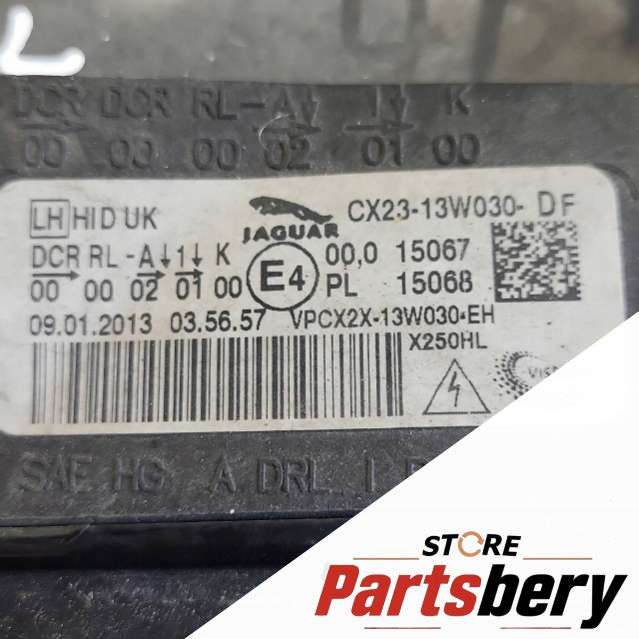 L
DCR DCR RL-A↓ 1↓ K
00 00 00 02 01 00
LH HID UK
JAGUAR
CX23-13W030- DF
DCR RL -A↓1↓ K
00 00 02 01 00
E4
00,0 15067
PL 15068
09.01.2013 03.56.57 VPCX2X-13W030-EH
X250HL
SAE HG A DRL I
STORE
Partsbery